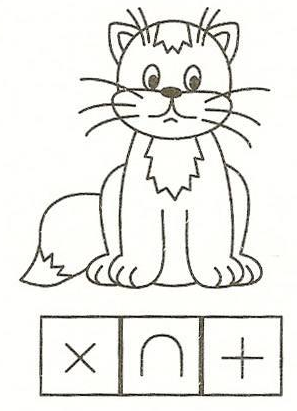 × ∩ +